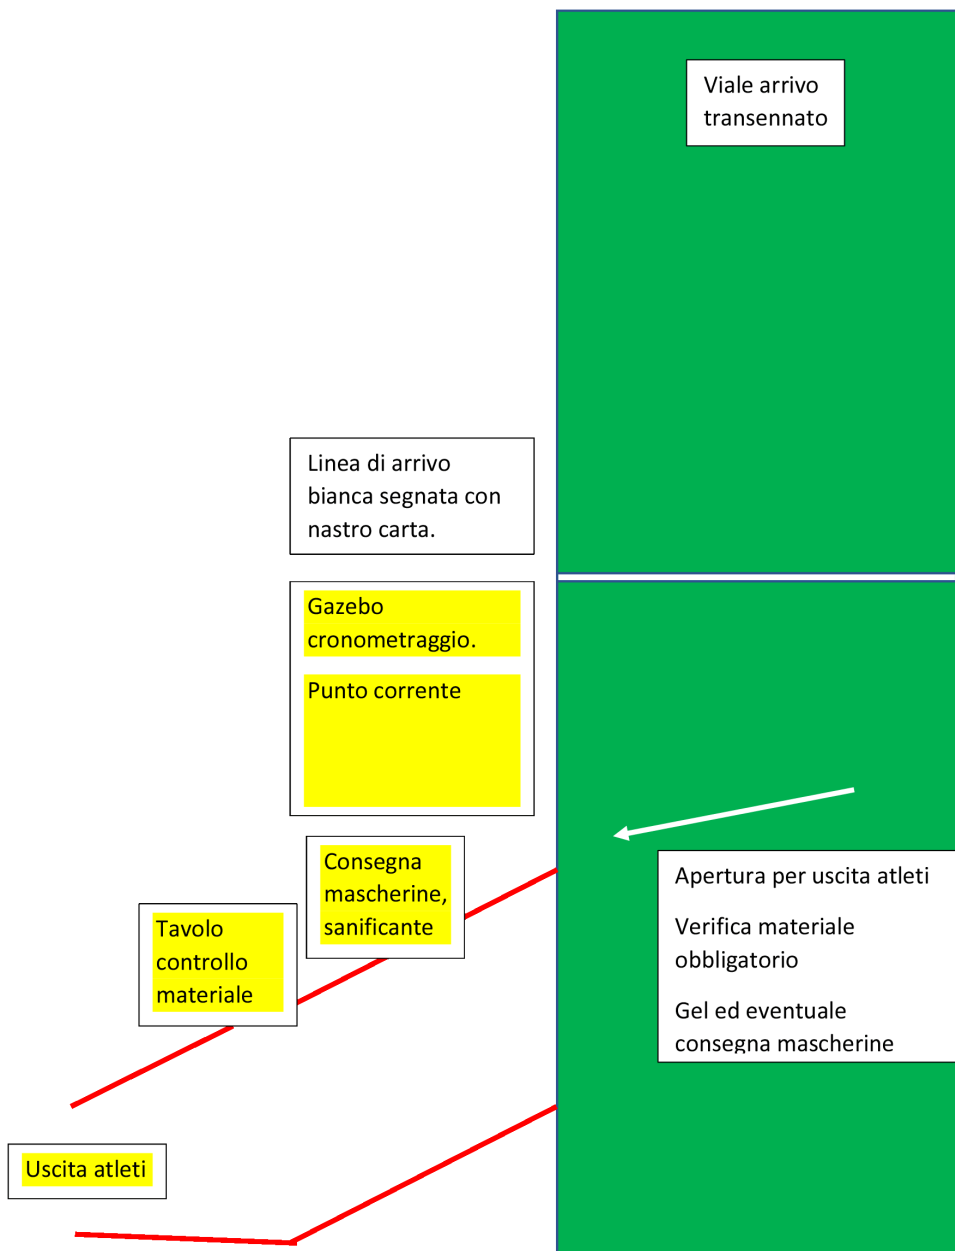 Viale arrivo
transennato
Linea di arrivo
bianca segnata con
nastro carta.
Gazebo
cronometraggio.
Punto corrente
Consegna
mascherine,
sanificante
Tavolo
controllo
materiale
Apertura per uscita atleti
Verifica materiale
obbligatorio
Gel ed eventuale
consegna mascherine
Uscita atleti